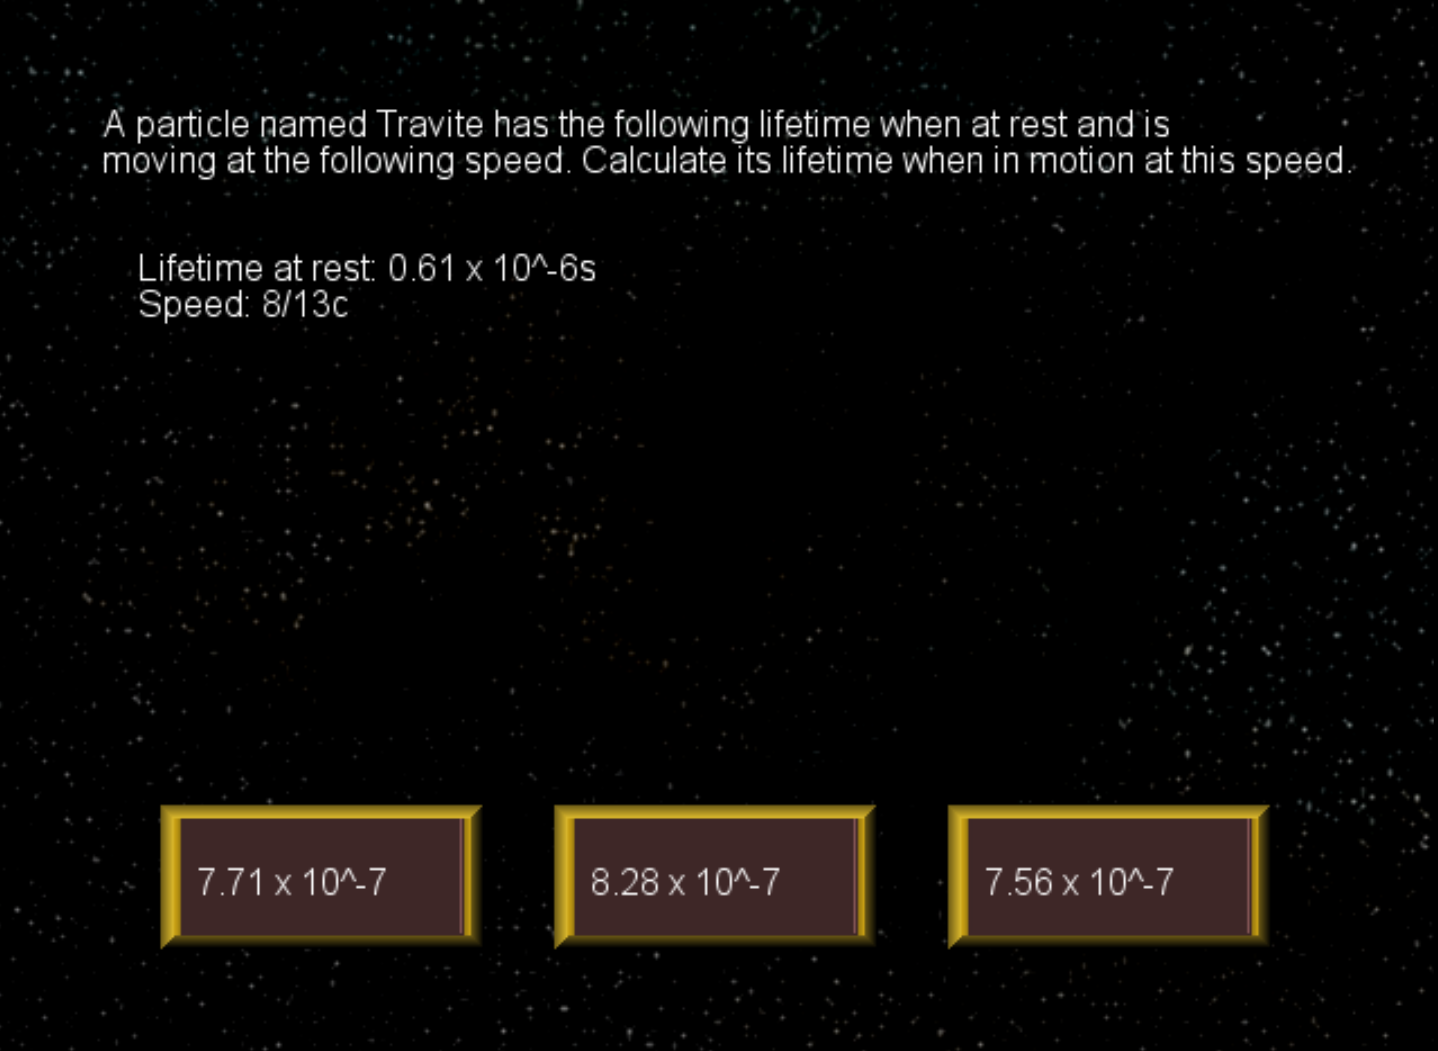 A particle named Travite has the following lifetime when at rest and is
moving at the following speed. Calculate its lifetime when in motion at this speed.
Lifetime at rest: 0.61 x 10^-6s
Speed: 8/13c
7.71 x 10^-7
8.28 x 10^-7
7.56 x 10^-7